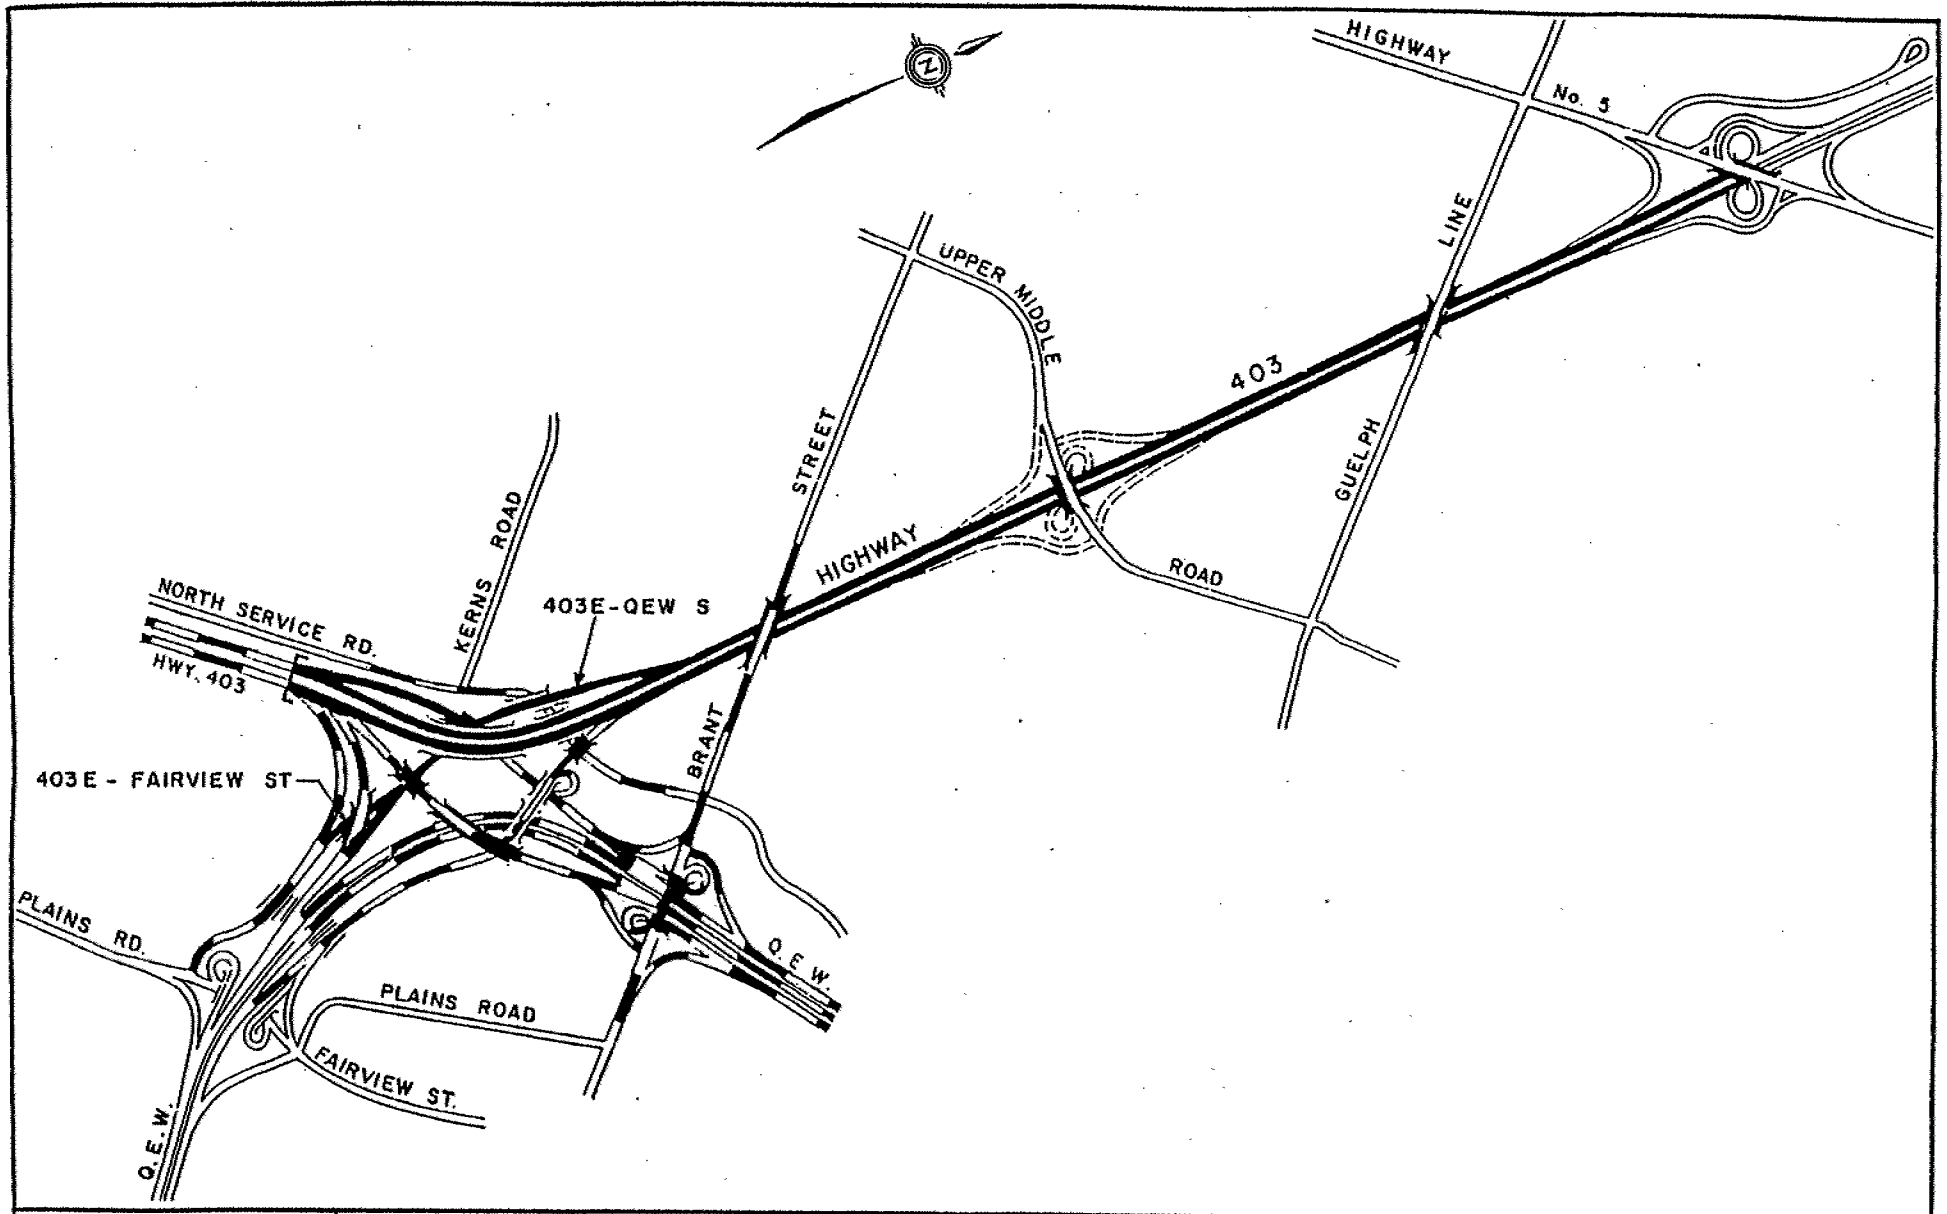 HIGHWAY
No. 5
Z
UPPER MIDDLE
LINE
403
STREET
GUELPH
KERNS ROAD
HIGHWAY
ROAD
NORTH SERVICE RD.
403E-QEW S
HWY. 403
BRANT
403E - FAIRVIEW ST
PLAINS RD.
Q. E W.
PLAINS ROAD
FAIRVIEW ST.
Q.E.W.